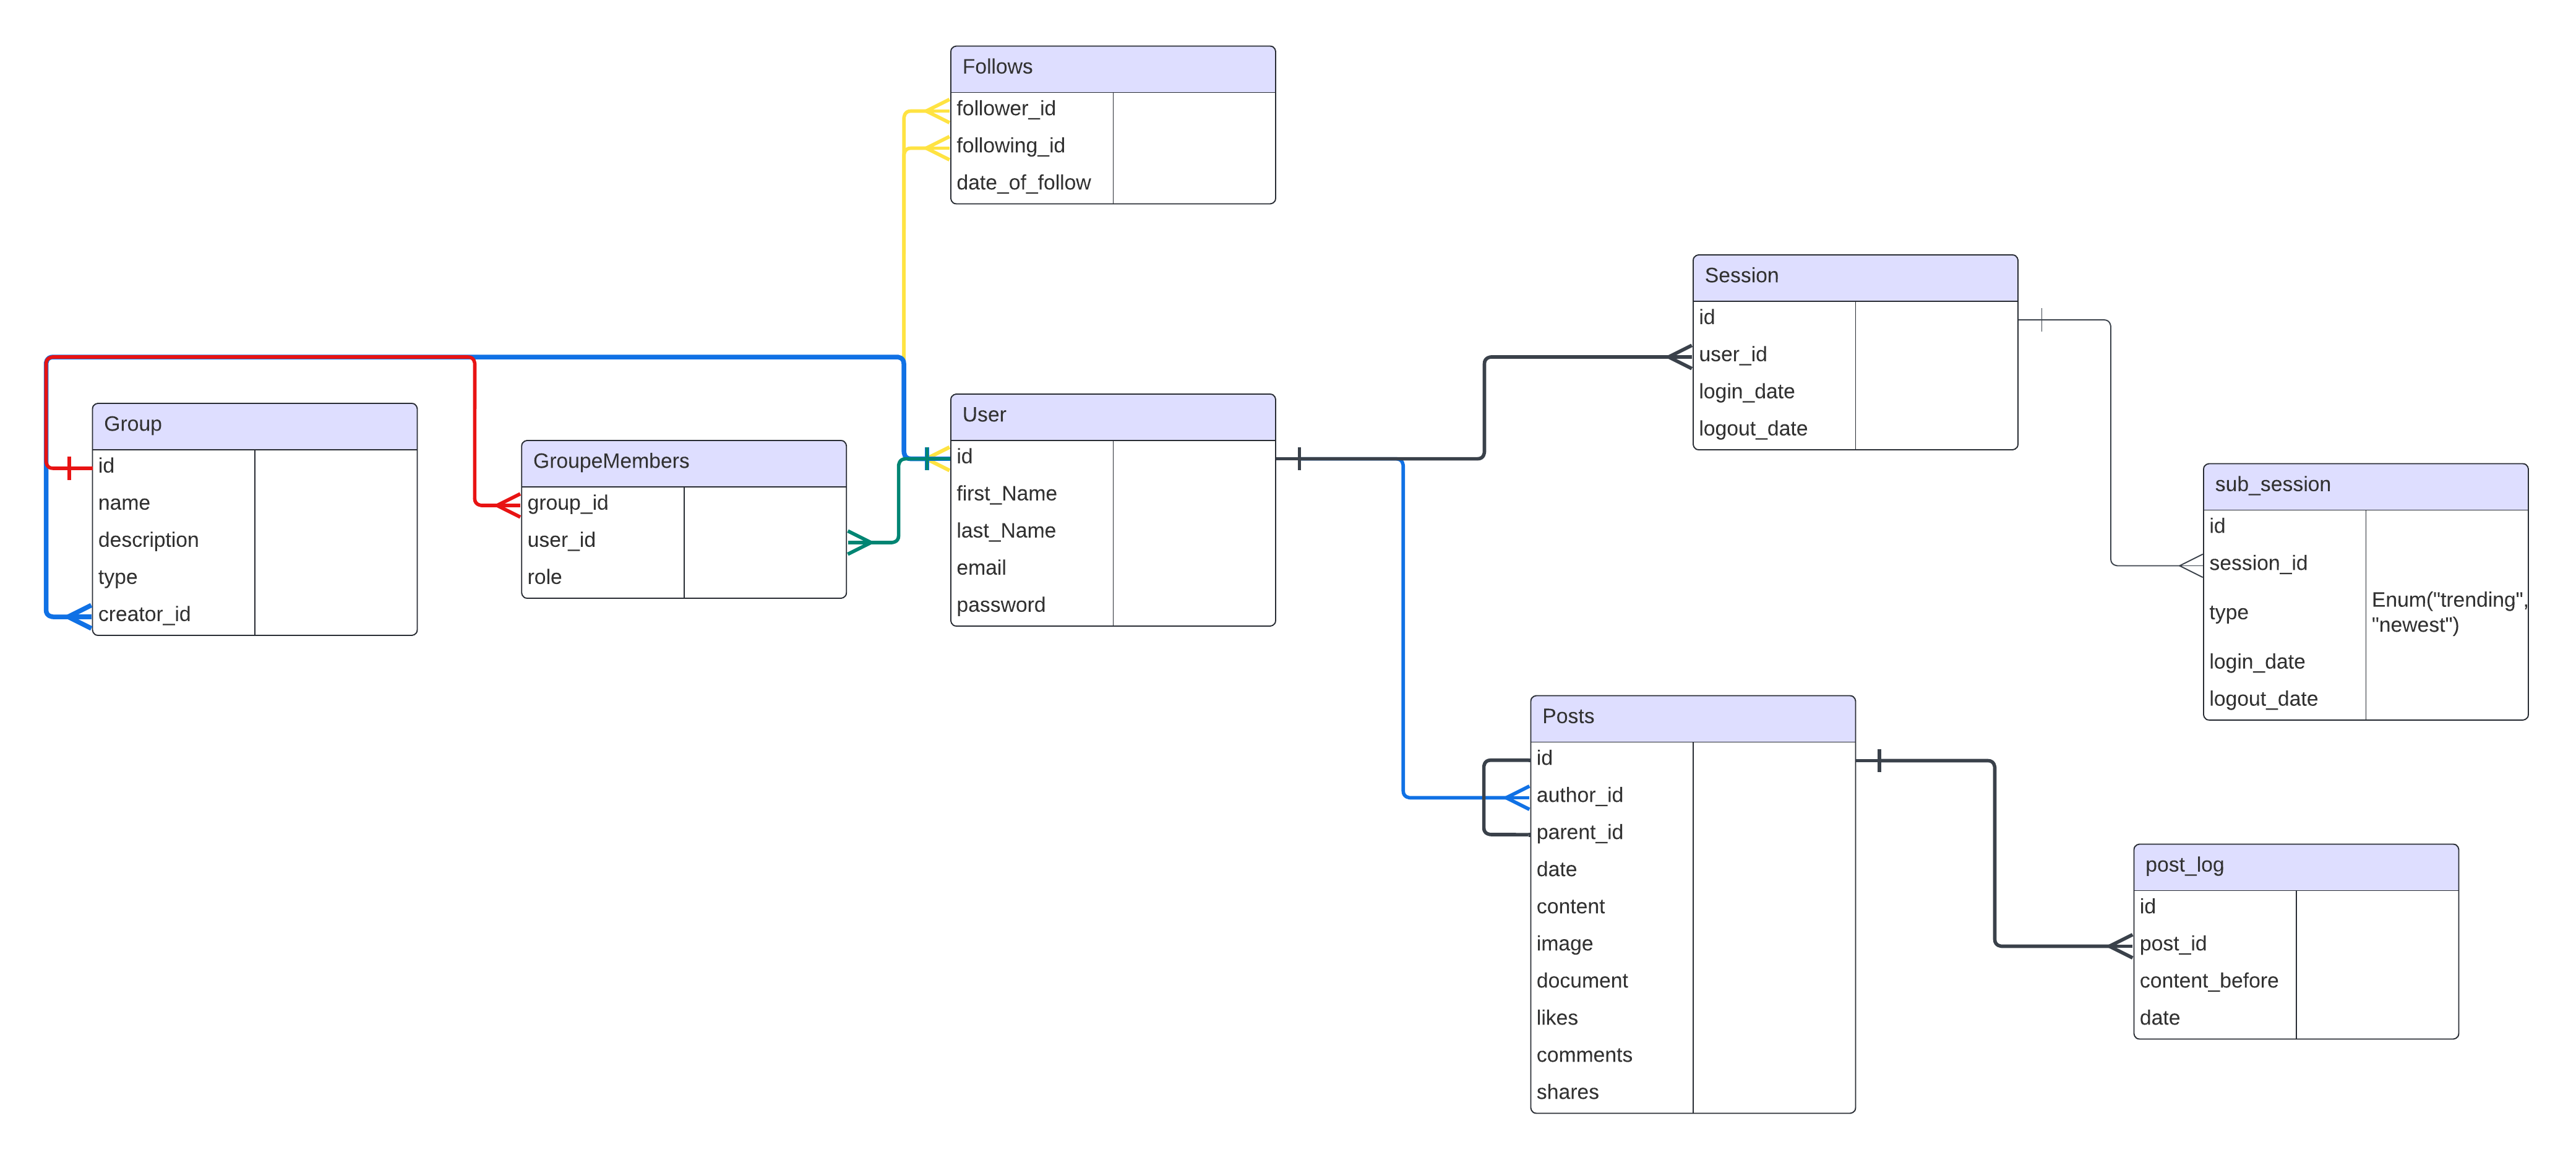 Follows
follower_id
following_id
date_of_follow
Group
id
name
description
type
creator_id
GroupeMembers
group_id
user_id
role
User
id
first_Name
last_Name
email
password
Session
id
user_id
login_date
logout_date
sub_session
id
session_id
type
Enum("trending",
"newest")
login_date
logout_date
Posts
id
author_id
parent_id
date
content
image
document
likes
comments
shares
post_log
id
post_id
content_before
date